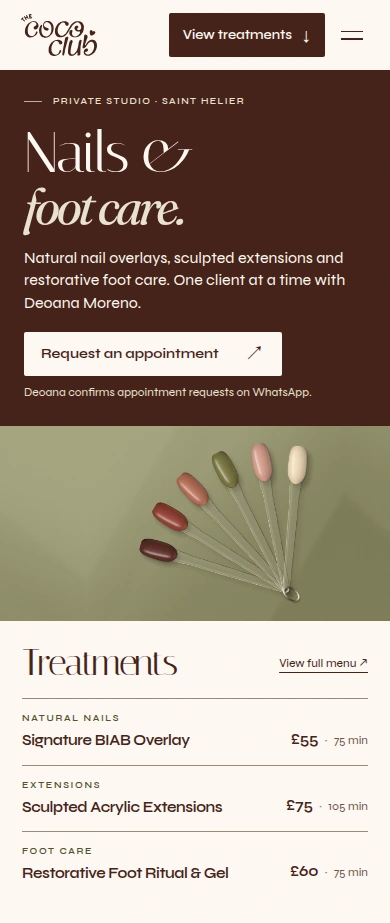 THE
coco
club
View treatments ↓
PRIVATE STUDIO · SAINT HELIER
Nails &
foot care.
Natural nail overlays, sculpted extensions and
restorative foot care. One client at a time with
Deoana Moreno.
Request an appointment ↗
Deoana confirms appointment requests on WhatsApp.
Treatments
View full menu ↗
NATURAL NAILS
Signature BIAB Overlay £55 · 75 min
EXTENSIONS
Sculpted Acrylic Extensions £75 · 105 min
FOOT CARE
Restorative Foot Ritual & Gel £60 · 75 min